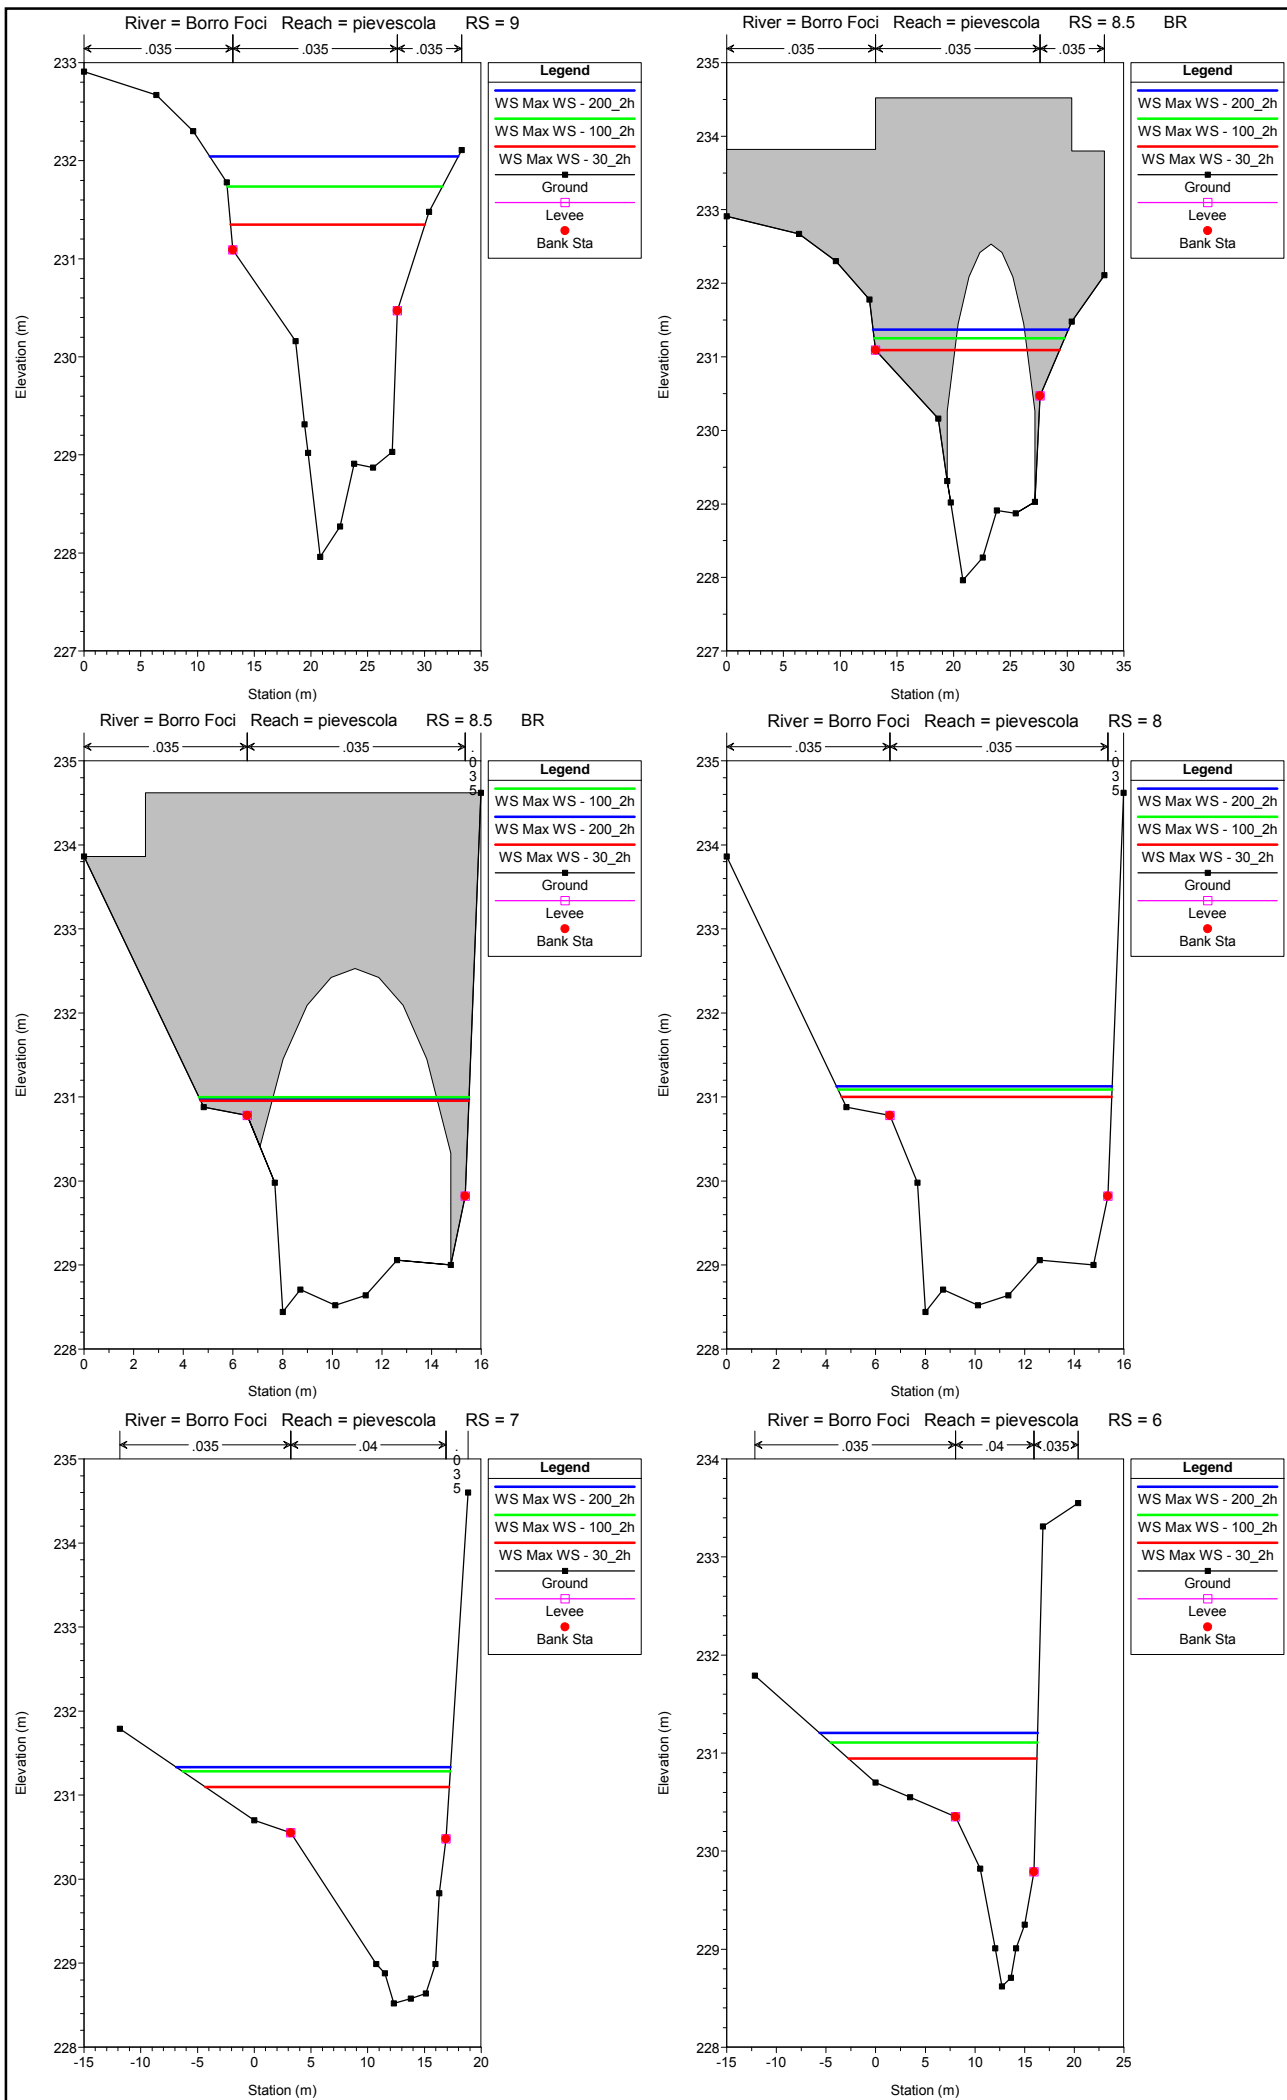 River = Borro Foci Reach = pievescola RS = 9
.035 .035 .035
Legend
WS Max WS - 200_2h
WS Max WS - 100_2h
WS Max WS - 30_2h
Ground
Levee
Bank Sta
Elevation (m)
233
232
231
230
229
228
227
0 5 10 15 20 25 30 35
Station (m)
River = Borro Foci Reach = pievescola RS = 8.5 BR
.035 .035 .035
Legend
WS Max WS - 200_2h
WS Max WS - 100_2h
WS Max WS - 30_2h
Ground
Levee
Bank Sta
Elevation (m)
235
234
233
232
231
230
229
228
227
0 5 10 15 20 25 30 35
Station (m)
River = Borro Foci Reach = pievescola RS = 8.5 BR
.035 .035 .035
Legend
WS Max WS - 100_2h
WS Max WS - 200_2h
WS Max WS - 30_2h
Ground
Levee
Bank Sta
Elevation (m)
235
234
233
232
231
230
229
228
0 2 4 6 8 10 12 14 16
Station (m)
River = Borro Foci Reach = pievescola RS = 8
.035 .035 .035
Legend
WS Max WS - 200_2h
WS Max WS - 100_2h
WS Max WS - 30_2h
Ground
Levee
Bank Sta
Elevation (m)
235
234
233
232
231
230
229
228
0 2 4 6 8 10 12 14 16
Station (m)
River = Borro Foci Reach = pievescola RS = 7
.035 .04 .035
Legend
WS Max WS - 200_2h
WS Max WS - 100_2h
WS Max WS - 30_2h
Ground
Levee
Bank Sta
Elevation (m)
235
234
233
232
231
230
229
228
-15 -10 -5 0 5 10 15 20
Station (m)
River = Borro Foci Reach = pievescola RS = 6
.035 .04 .035
Legend
WS Max WS - 200_2h
WS Max WS - 100_2h
WS Max WS - 30_2h
Ground
Levee
Bank Sta
Elevation (m)
234
233
232
231
230
229
228
-15 -10 -5 0 5 10 15 20 25
Station (m)